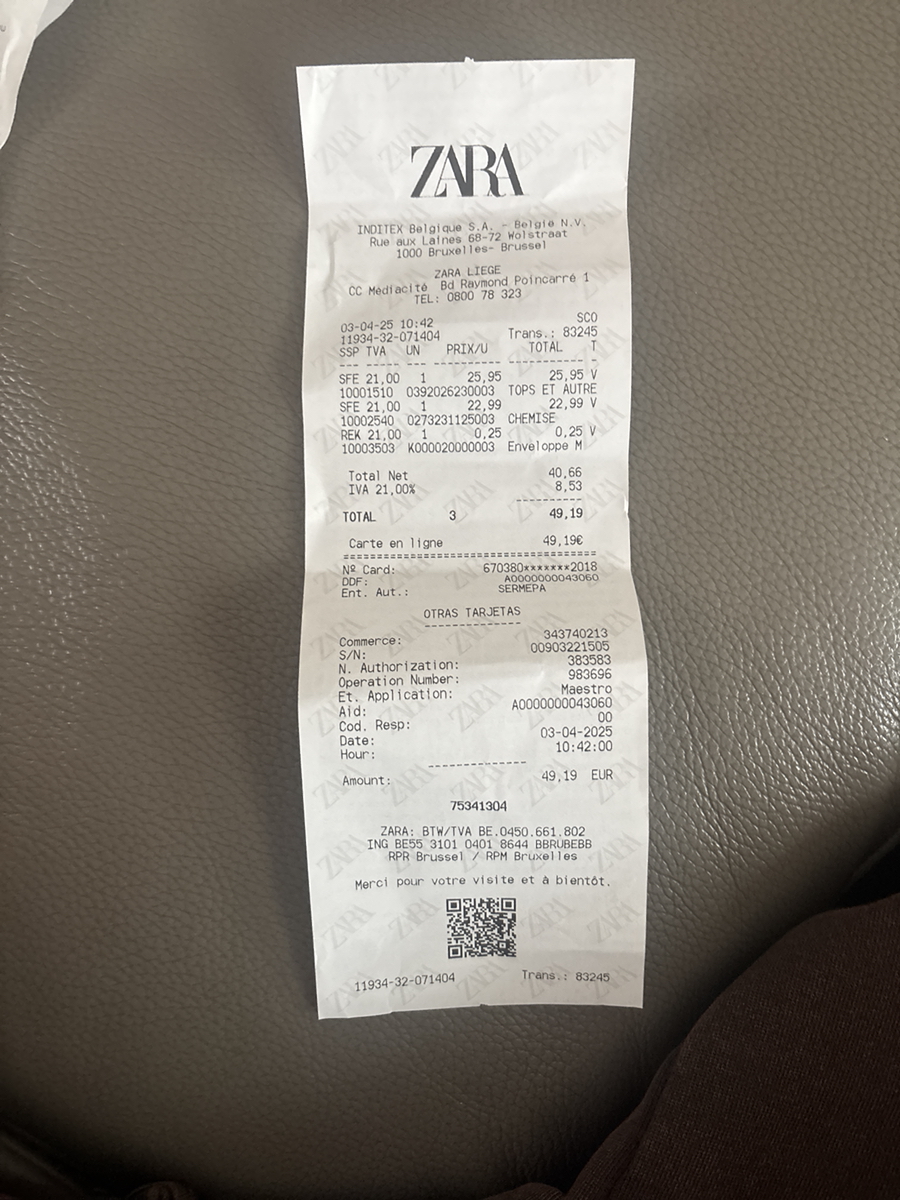 ZARA
INDITEX Belgique S.A. - Belgie N.V.
Rue aux Laines 68-72 Wolstraat
1000 Bruxelles- Brussel
ZARA LIEGE
CC Médiacité Bd Raymond Poincarré 1
TEL: 0800 78 323
03-04-25 10:42 SCO
11934-32-071404 Trans.: 83245
SSP TVA UN PRIX/U TOTAL T
SFE 21,00 1 25,95 25,95 V
10001510 0392026230003 TOPS ET AUTRE
SFE 21,00 1 22,99 22,99 V
10002540 0273231125003 CHEMISE
REK 21,00 1 0,25 0,25 V
10003503 K000020000003 Enveloppe M
Total Net 40,66
IVA 21,00% 8,53
TOTAL 3 49,19
Carte en ligne 49,19€
Nº Card: 670380*******2018
DDF: A0000000043060
Ent. Aut.: SERMEPA
OTRAS TARJETAS
Commerce: 343740213
S/N: 00903221505
N. Authorization: 383583
Operation Number: 983696
Et. Application: Maestro
Aid: A0000000043060
Cod. Resp: 00
Date: 03-04-2025
Hour: 10:42:00
Amount: 49,19 EUR
75341304
ZARA: BTW/TVA BE.0450.661.802
ING BE55 3101 0401 8644 BBRUBEBB
RPR Brussel / RPM Bruxelles
Merci pour votre visite et à bientôt.
11934-32-071404 Trans.: 83245